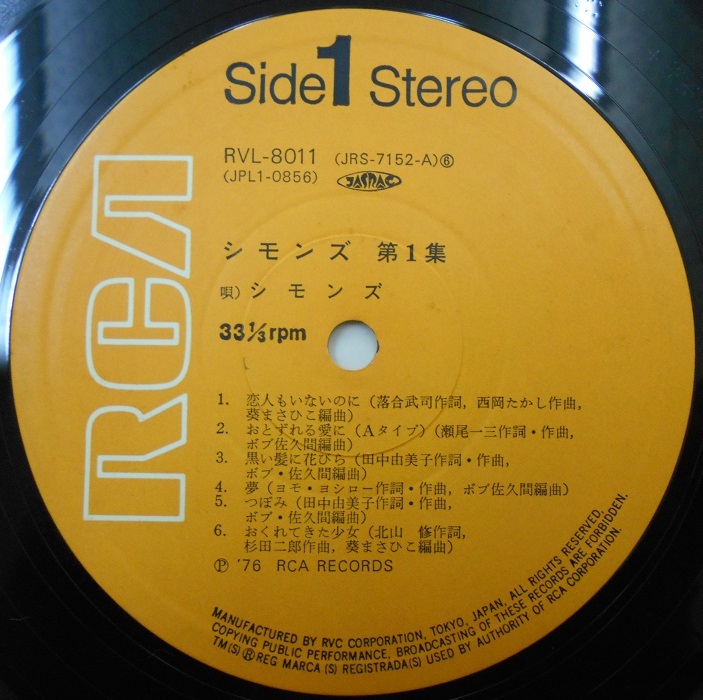 Side 1 Stereo
RVL-8011 (JRS-7152-A)⑥
(JPL1-0856) JASRAC
RCA
シモンズ 第1集
唄)シモンズ
33⅓rpm
1. 恋人もいないのに(落合武司作詞,西岡たかし作曲,
葵まさひこ編曲)
2. おとずれる愛に(Aタイプ)(瀬尾一三作詞・作曲,
ボブ佐久間編曲)
3. 黒い髪に花びら(田中由美子作詞・作曲,
ボブ・佐久間編曲)
4. 夢(ヨモ・ヨシロー作詞・作曲, ボブ佐久間編曲)
5. つぼみ(田中由美子作詞・作曲,
ボブ・佐久間編曲)
6. おくれてきた少女(北山 修作詞,
杉田二郎作曲, 葵まさひこ編曲)
Ⓟ '76 RCA RECORDS
MANUFACTURED BY RVC CORPORATION, TOKYO, JAPAN, ALL RIGHTS RESERVED.
COPYING PUBLIC PERFORMANCE, BROADCASTING OF THESE RECORDS ARE FORBIDDEN.
TM(S)®REG MARCA (S) REGISTRADA(S) USED BY AUTHORITY OF RCA CORPORATION.